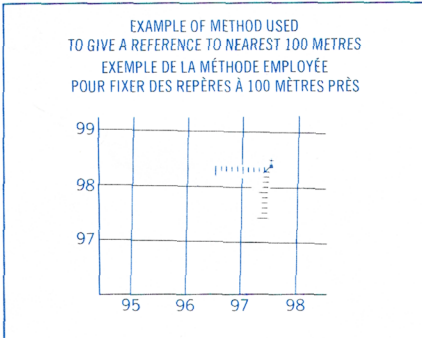 EXAMPLE OF METHOD USED
TO GIVE A REFERENCE TO NEAREST 100 METRES
EXEMPLE DE LA MÉTHODE EMPLOYÉE
POUR FIXER DES REPÈRES À 100 MÈTRES PRÈS
99
98
97
95 96 97 98